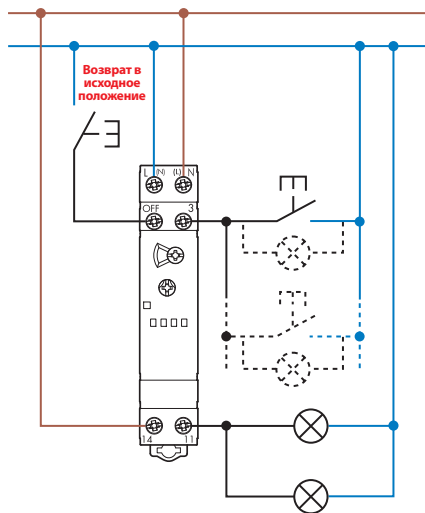 Возврат в
исходное
положение
L (N) (L) N
OFF 3
14 11